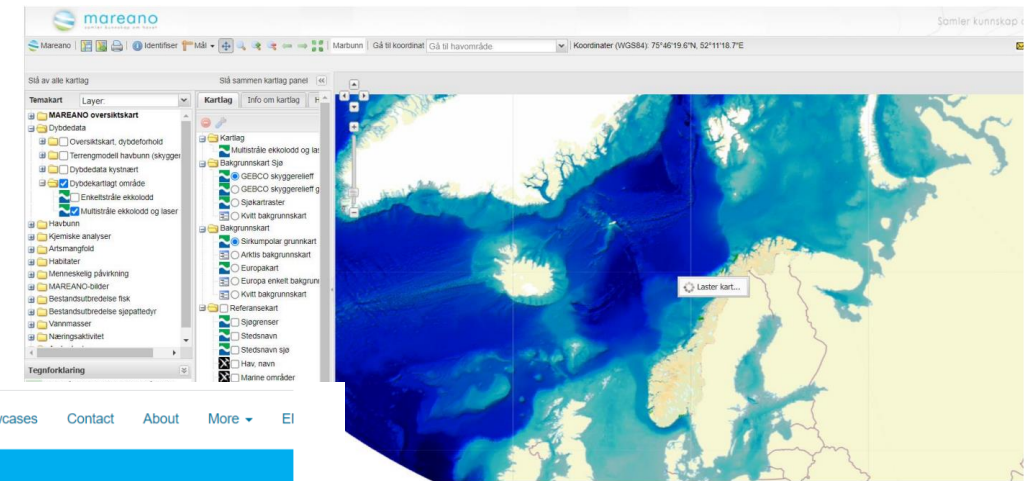 mareano
samler kunnskap om havet
Samler kunnskap
Mareano Identifiser Mål Marbunn Gå til koordinat Gå til havområde Koordinater (WGS84): 75°46'19.6"N, 52°11'18.7"E
Slå av alle kartlag
Slå sammen kartlag panel
Temakart Layer:
MAREANO oversiktskart
Dybdedata
Oversiktskart, dybdeforhold
Terrengmodell havbunn (skygger
Dybdedata kystnært
Dybdekartlagt område
Enkeltstråle ekkolodd
Multistråle ekkolodd og laser
Havbunn
Kjemiske analyser
Artsmangfold
Habitater
Menneskelig påvirkning
MAREANO-bilder
Bestandsutbredelse fisk
Bestandsutbredelse sjøpattedyr
Vannmasser
Næringsaktivitet
Tegnforklaring
Kartlag Info om kartlag H
Kartlag
Multistråle ekkolodd og las
Bakgrunnskart Sjø
GEBCO skyggerelieff
GEBCO skyggerelieff g
Sjøkartraster
Kvitt bakgrunnskart
Bakgrunnskart
Sirkumpolar grunnkart
Arktis bakgrunnskart
Europakart
Europa enkelt bakgrunn
Kvitt bakgrunnskart
Referansekart
Sjøgrenser
Stedsnavn
Stedsnavn sjø
Hav, navn
Marine områder
Laster kart...
wcases Contact About More